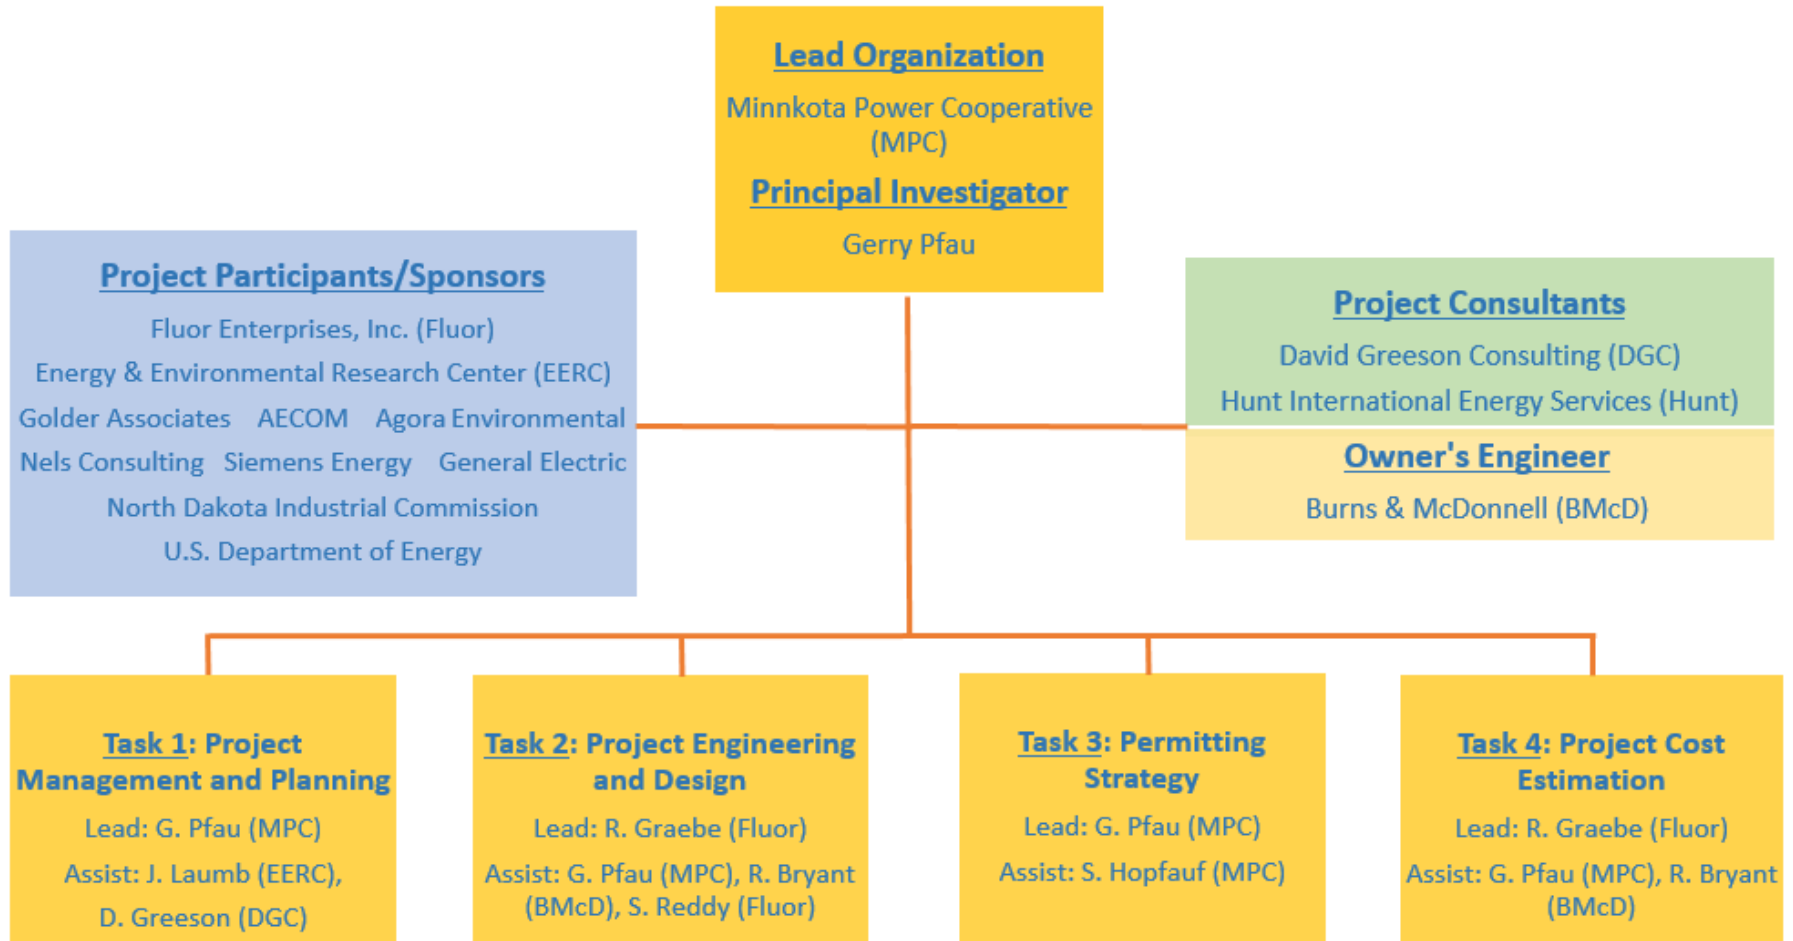 Lead Organization
Minnkota Power Cooperative
(MPC)
Principal Investigator
Gerry Pfau
Project Participants/Sponsors
Fluor Enterprises, Inc. (Fluor)
Energy & Environmental Research Center (EERC)
Golder Associates AECOM Agora Environmental
Nels Consulting Siemens Energy General Electric
North Dakota Industrial Commission
U.S. Department of Energy
Project Consultants
David Greeson Consulting (DGC)
Hunt International Energy Services (Hunt)
Owner's Engineer
Burns & McDonnell (BMcD)
Task 1: Project
Management and Planning
Lead: G. Pfau (MPC)
Assist: J. Laumb (EERC),
D. Greeson (DGC)
Task 2: Project Engineering
and Design
Lead: R. Graebe (Fluor)
Assist: G. Pfau (MPC), R. Bryant
(BMcD), S. Reddy (Fluor)
Task 3: Permitting
Strategy
Lead: G. Pfau (MPC)
Assist: S. Hopfauf (MPC)
Task 4: Project Cost
Estimation
Lead: R. Graebe (Fluor)
Assist: G. Pfau (MPC), R. Bryant
(BMcD)